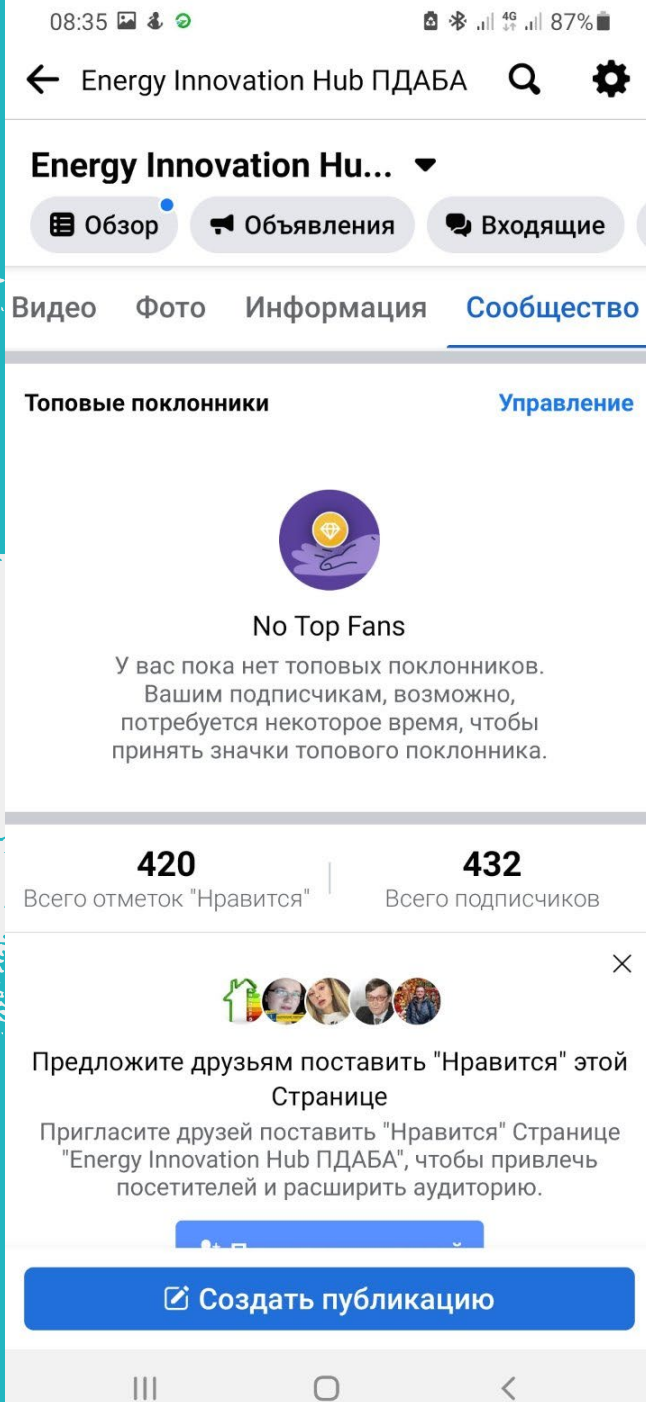 08:35 4G 87%
Energy Innovation Hub ПДАБА
Energy Innovation Hu...
Обзор Объявления Входящие
Видео Фото Информация Сообщество
Топовые поклонники Управление
No Top Fans
У вас пока нет топовых поклонников.
Вашим подписчикам, возможно,
потребуется некоторое время, чтобы
принять значки топового поклонника.
420 432
Всего отметок "Нравится" Всего подписчиков
Предложите друзьям поставить "Нравится" этой
Странице
Пригласите друзей поставить "Нравится" Странице
"Energy Innovation Hub ПДАБА", чтобы привлечь
посетителей и расширить аудиторию.
Создать публикацию